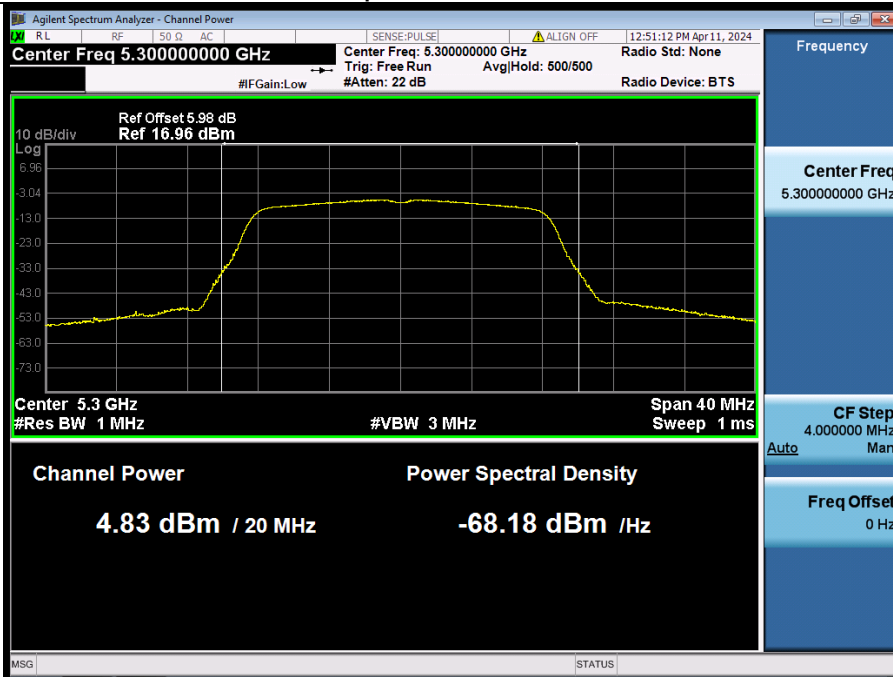 Agilent Spectrum Analyzer - Channel Power
RL RF 50 Ω AC SENSE:PULSE ALIGN OFF 12:51:12 PM Apr 11, 2024
Center Freq 5.300000000 GHz
Center Freq: 5.300000000 GHz
Radio Std: None
Trig: Free Run Avg|Hold: 500/500
#IFGain:Low
#Atten: 22 dB
Radio Device: BTS
Frequency
Ref Offset 5.98 dB
10 dB/div Ref 16.96 dBm
Log
6.96
-3.04
-13.0
-23.0
-33.0
-43.0
-53.0
-63.0
-73.0
Center 5.3 GHz
Span 40 MHz
#Res BW 1 MHz
#VBW 3 MHz
Sweep 1 ms
Channel Power
Power Spectral Density
4.83 dBm / 20 MHz
-68.18 dBm /Hz
Center Freq
5.300000000 GHz
CF Step
4.000000 MHz
Auto Man
Freq Offset
0 Hz
MSG
STATUS